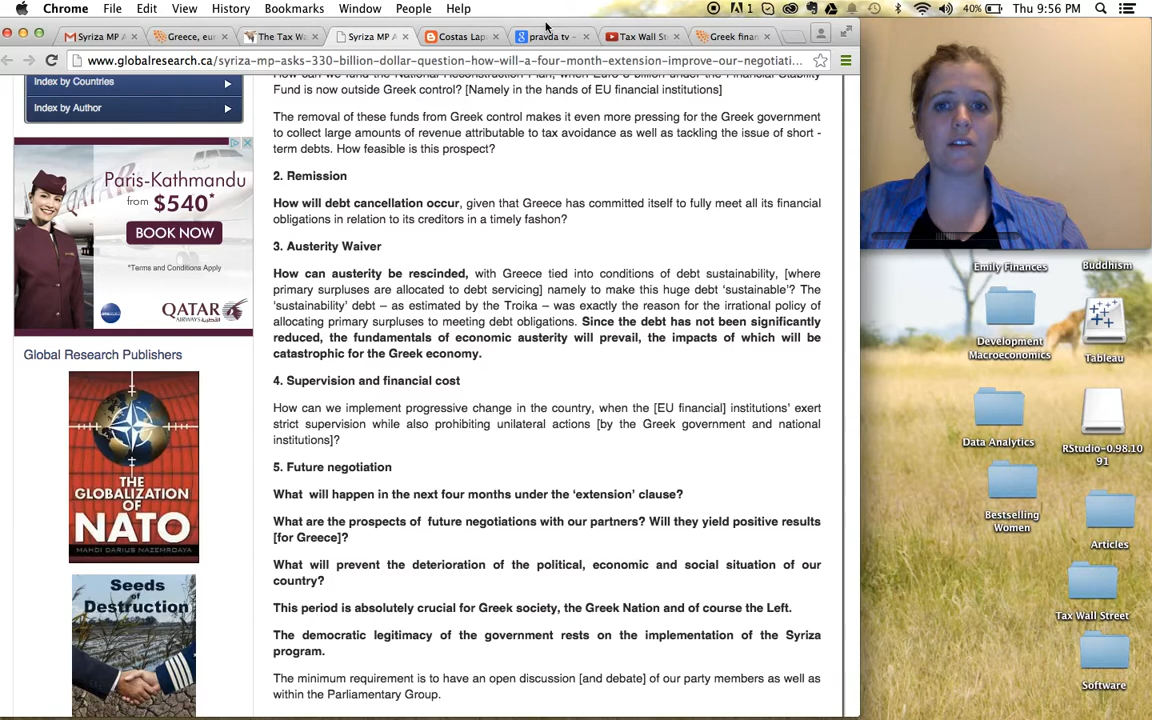 Chrome File Edit View History Bookmarks Window People Help 1 40% Thu 9:56 PM
Syriza MP A
Greece, eur
The Tax Wa
Syriza MP A
Costas Lapa
pravda tv -
Tax Wall St
Greek finan
www.globalresearch.ca/syriza-mp-asks-330-billion-dollar-question-how-will-a-four-month-extension-improve-our-negotiati...
Index by Countries
Index by Author
Paris-Kathmandu
from $540*
BOOK NOW
*Terms and Conditions Apply
QATAR
AIRWAYS
Global Research Publishers
THE
GLOBALIZATION
OF
NATO
MAHDI DARIUS NAZEMROAYA
Seeds
of
Destruction
How can we fund the National Reconstruction Plan, when Euro 8 billion under the Financial Stability
Fund is now outside Greek control? [Namely in the hands of EU financial institutions]
The removal of these funds from Greek control makes it even more pressing for the Greek government
to collect large amounts of revenue attributable to tax avoidance as well as tackling the issue of short -
term debts. How feasible is this prospect?
2. Remission
How will debt cancellation occur, given that Greece has committed itself to fully meet all its financial
obligations in relation to its creditors in a timely fashon?
3. Austerity Waiver
How can austerity be rescinded, with Greece tied into conditions of debt sustainability, [where
primary surpluses are allocated to debt servicing] namely to make this huge debt ‘sustainable’? The
‘sustainability’ debt – as estimated by the Troika – was exactly the reason for the irrational policy of
allocating primary surpluses to meeting debt obligations. Since the debt has not been significantly
reduced, the fundamentals of economic austerity will prevail, the impacts of which will be
catastrophic for the Greek economy.
4. Supervision and financial cost
How can we implement progressive change in the country, when the [EU financial] institutions’ exert
strict supervision while also prohibiting unilateral actions [by the Greek government and national
institutions]?
5. Future negotiation
What will happen in the next four months under the ‘extension’ clause?
What are the prospects of future negotiations with our partners? Will they yield positive results
[for Greece]?
What will prevent the deterioration of the political, economic and social situation of our
country?
This period is absolutely crucial for Greek society, the Greek Nation and of course the Left.
The democratic legitimacy of the government rests on the implementation of the Syriza
program.
The minimum requirement is to have an open discussion [and debate] of our party members as well as
within the Parliamentary Group.
Emily Finances
Buddhism
Development
Macroeconomics
Tableau
Data Analytics
RStudio-0.98.10
91
Bestselling
Women
Articles
Tax Wall Street
Software